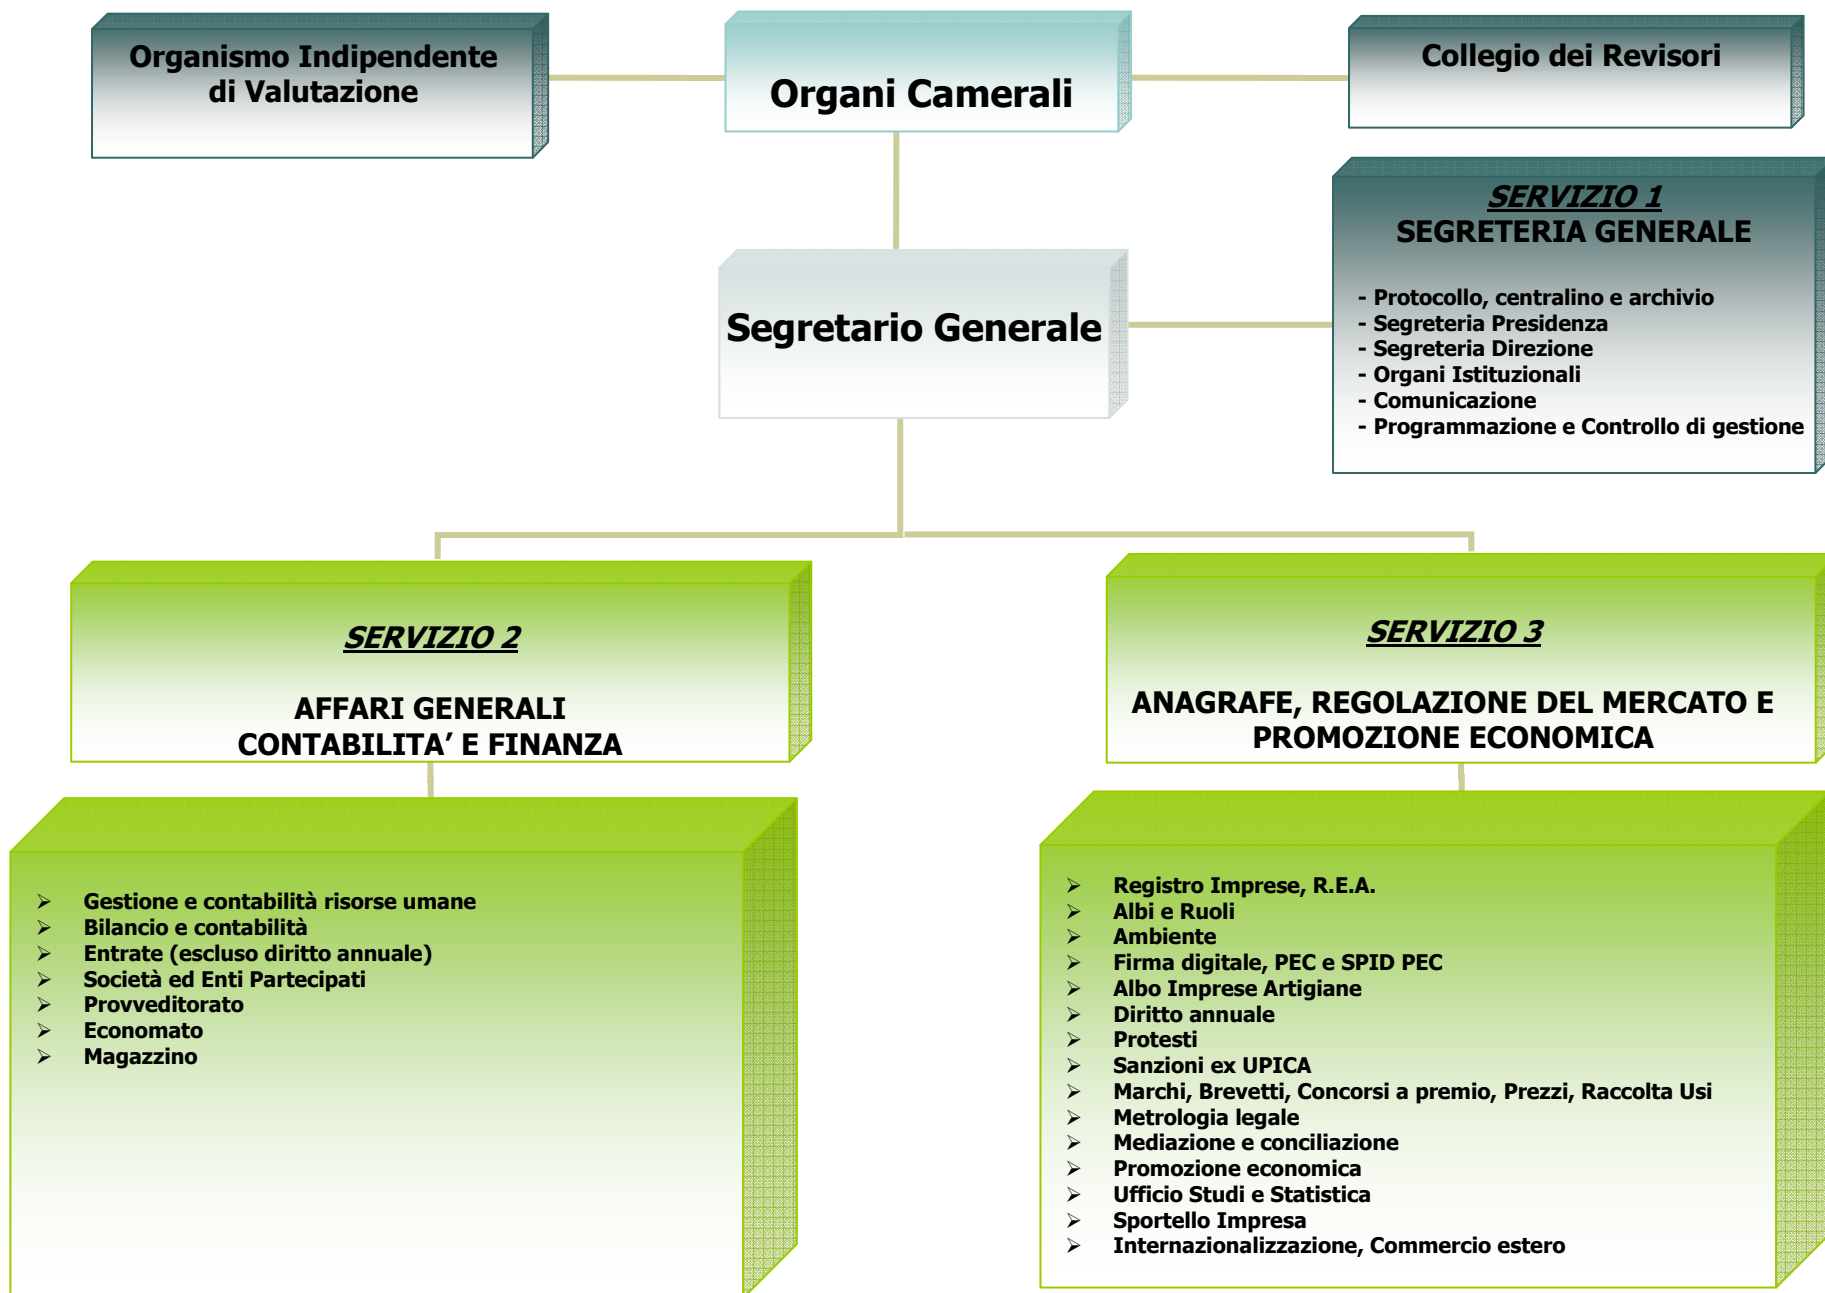 Organismo Indipendente
di Valutazione
Organi Camerali
Collegio dei Revisori
SERVIZIO 1
SEGRETERIA GENERALE
- Protocollo, centralino e archivio
- Segreteria Presidenza
- Segreteria Direzione
- Organi Istituzionali
- Comunicazione
- Programmazione e Controllo di gestione
Segretario Generale
SERVIZIO 2
AFFARI GENERALI
CONTABILITA’ E FINANZA
➢ Gestione e contabilità risorse umane
➢ Bilancio e contabilità
➢ Entrate (escluso diritto annuale)
➢ Società ed Enti Partecipati
➢ Provveditorato
➢ Economato
➢ Magazzino
SERVIZIO 3
ANAGRAFE, REGOLAZIONE DEL MERCATO E
PROMOZIONE ECONOMICA
➢ Registro Imprese, R.E.A.
➢ Albi e Ruoli
➢ Ambiente
➢ Firma digitale, PEC e SPID PEC
➢ Albo Imprese Artigiane
➢ Diritto annuale
➢ Protesti
➢ Sanzioni ex UPICA
➢ Marchi, Brevetti, Concorsi a premio, Prezzi, Raccolta Usi
➢ Metrologia legale
➢ Mediazione e conciliazione
➢ Promozione economica
➢ Ufficio Studi e Statistica
➢ Sportello Impresa
➢ Internazionalizzazione, Commercio estero